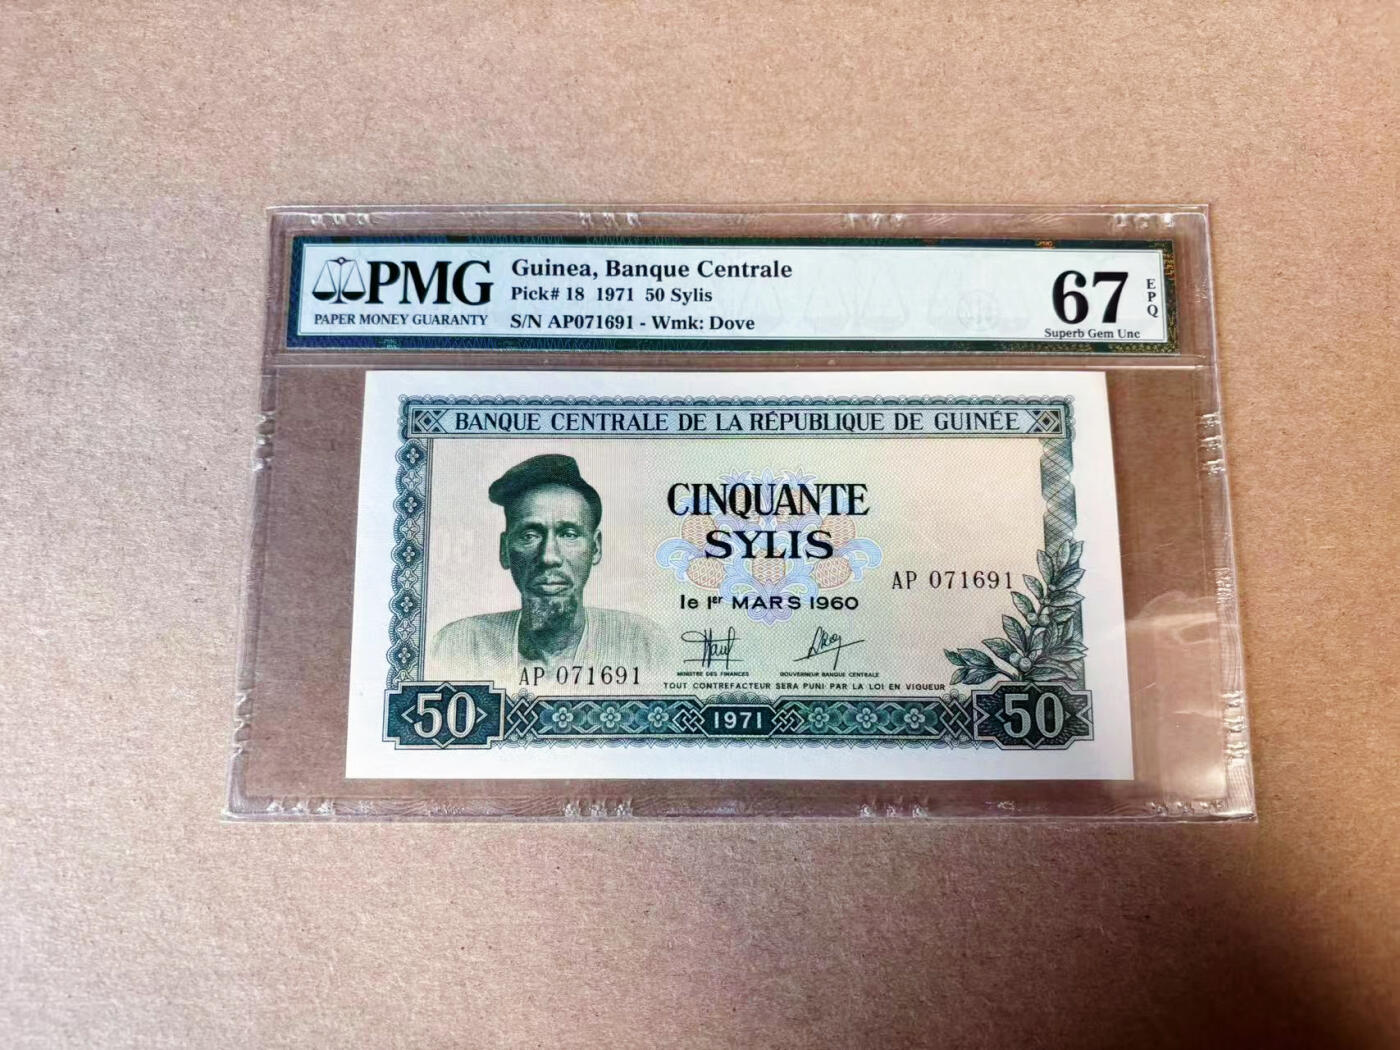 PMG
PAPER MONEY GUARANTY
Guinea, Banque Centrale
Pick# 18 1971 50 Sylis
S/N AP071691 - Wmk: Dove
67
EPQ
Superb Gem Unc
BANQUE CENTRALE DE LA RÉPUBLIQUE DE GUINÉE
CINQUANTE
SYLIS
AP 071691
le 1er MARS 1960
MINISTRE DES FINANCES
GOUVERNEUR BANQUE CENTRALE
AP 071691
TOUT CONTREFACTEUR SERA PUNI PAR LA LOI EN VIGUEUR
50
1971
50